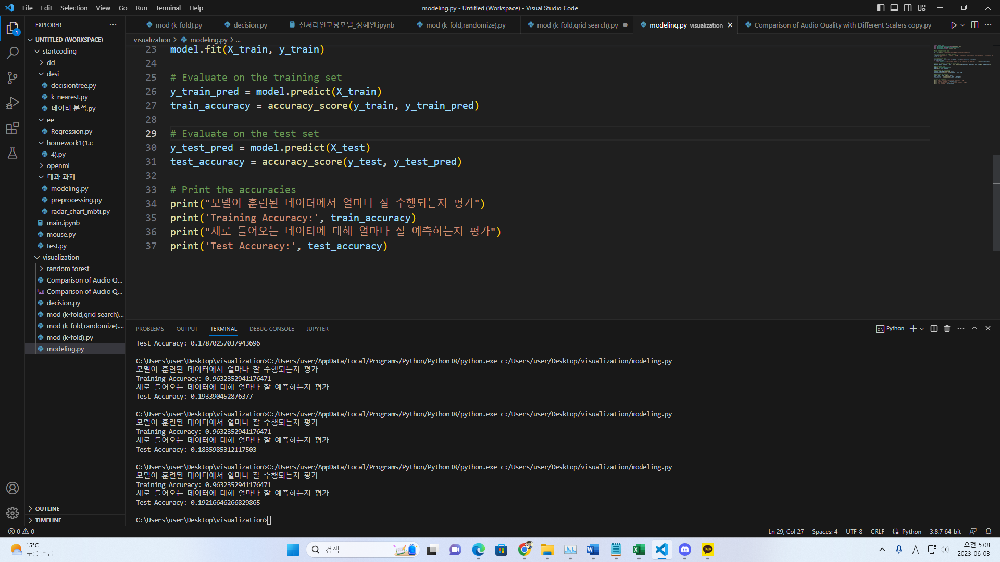 File Edit Selection View Go Run Terminal Help
modeling.py - Untitled (Workspace) - Visual Studio Code
EXPLORER
mod (k-fold).py
decision.py
전처리인코딩모델_정혜인.ipynb
mod (k-fold,randomize).py
mod (k-fold,grid search).py
modeling.py visualization
Comparison of Audio Quality with Different Scalers copy.py
visualization > modeling.py > ...
1
UNTITLED (WORKSPACE)
startcoding
dd
desi
decisiontree.py
k-nearest.py
데이터 분석.py
ee
Regression.py
homework1(1.c
4).py
openml
데과 과제
modeling.py
preprocessing.py
radar_chart_mbti.py
main.ipynb
mouse.py
test.py
visualization
random forest
Comparison of Audio Q...
Comparison of Audio Q...
decision.py
mod (k-fold,grid search)...
mod (k-fold,randomize)....
mod (k-fold).py
modeling.py
OUTLINE
TIMELINE
23 model.fit(X_train, y_train)
24
25 # Evaluate on the training set
26 y_train_pred = model.predict(X_train)
27 train_accuracy = accuracy_score(y_train, y_train_pred)
28
29 # Evaluate on the test set
30 y_test_pred = model.predict(X_test)
31 test_accuracy = accuracy_score(y_test, y_test_pred)
32
33 # Print the accuracies
34 print("모델이 훈련된 데이터에서 얼마나 잘 수행되는지 평가")
35 print('Training Accuracy:', train_accuracy)
36 print("새로 들어오는 데이터에 대해 얼마나 잘 예측하는지 평가")
37 print('Test Accuracy:', test_accuracy)
PROBLEMS OUTPUT TERMINAL DEBUG CONSOLE JUPYTER
Python
Test Accuracy: 0.17870257037943696
C:\Users\user\Desktop\visualization>C:/Users/user/AppData/Local/Programs/Python/Python38/python.exe c:/Users/user/Desktop/visualization/modeling.py
모델이 훈련된 데이터에서 얼마나 잘 수행되는지 평가
Training Accuracy: 0.9632352941176471
새로 들어오는 데이터에 대해 얼마나 잘 예측하는지 평가
Test Accuracy: 0.193390452876377
C:\Users\user\Desktop\visualization>C:/Users/user/AppData/Local/Programs/Python/Python38/python.exe c:/Users/user/Desktop/visualization/modeling.py
모델이 훈련된 데이터에서 얼마나 잘 수행되는지 평가
Training Accuracy: 0.9632352941176471
새로 들어오는 데이터에 대해 얼마나 잘 예측하는지 평가
Test Accuracy: 0.1835985312117503
C:\Users\user\Desktop\visualization>C:/Users/user/AppData/Local/Programs/Python/Python38/python.exe c:/Users/user/Desktop/visualization/modeling.py
모델이 훈련된 데이터에서 얼마나 잘 수행되는지 평가
Training Accuracy: 0.9632352941176471
새로 들어오는 데이터에 대해 얼마나 잘 예측하는지 평가
Test Accuracy: 0.19216646266829865
C:\Users\user\Desktop\visualization>
0 0
Ln 29, Col 27 Spaces: 4 UTF-8 CRLF Python 3.8.7 64-bit
15°C
구름 조금
검색
TALK
A
오전 5:08
2023-06-03